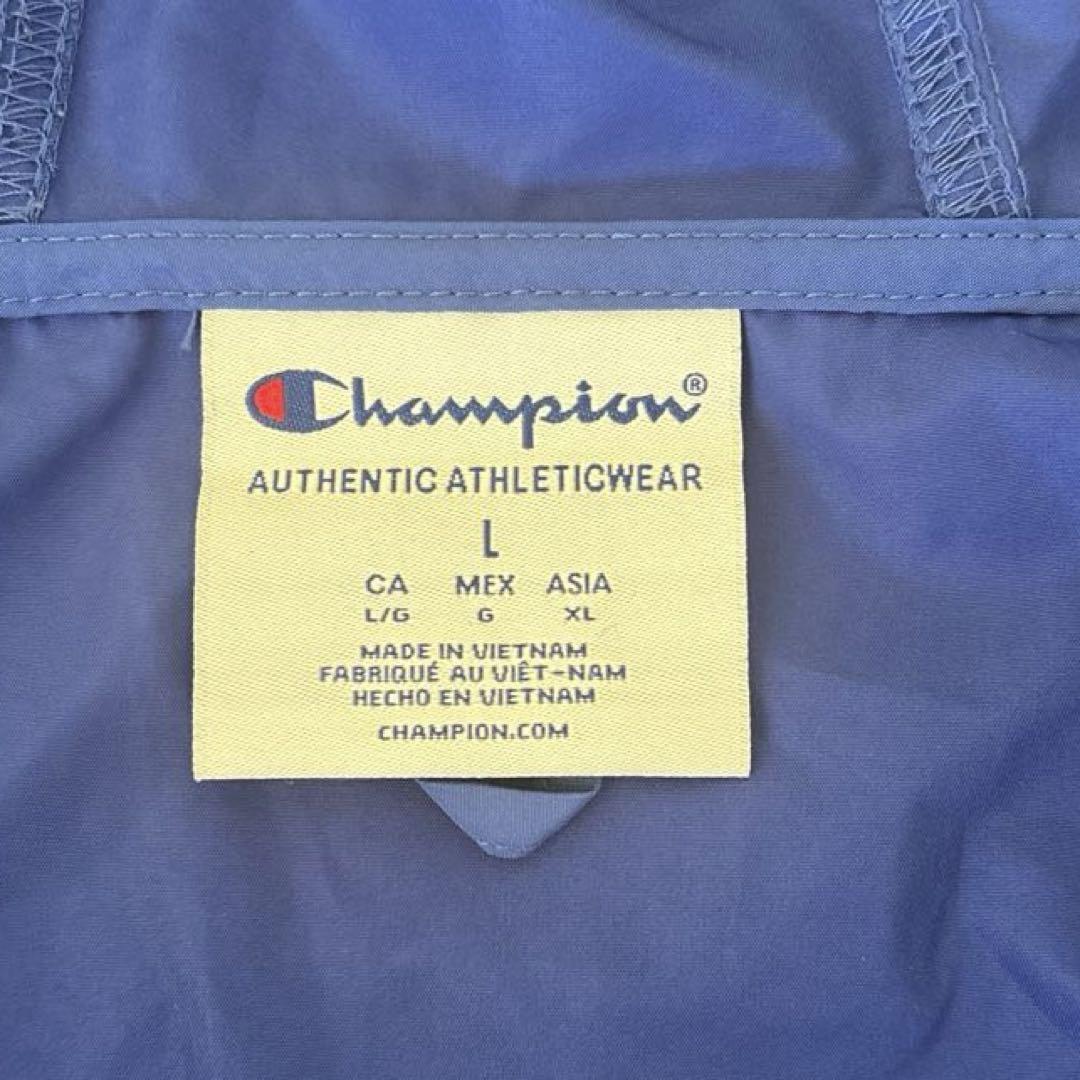 Champion®
AUTHENTIC ATHLETICWEAR
L
CA MEX ASIA
L/G G XL
MADE IN VIETNAM
FABRIQUÉ AU VIÊT-NAM
HECHO EN VIETNAM
CHAMPION.COM